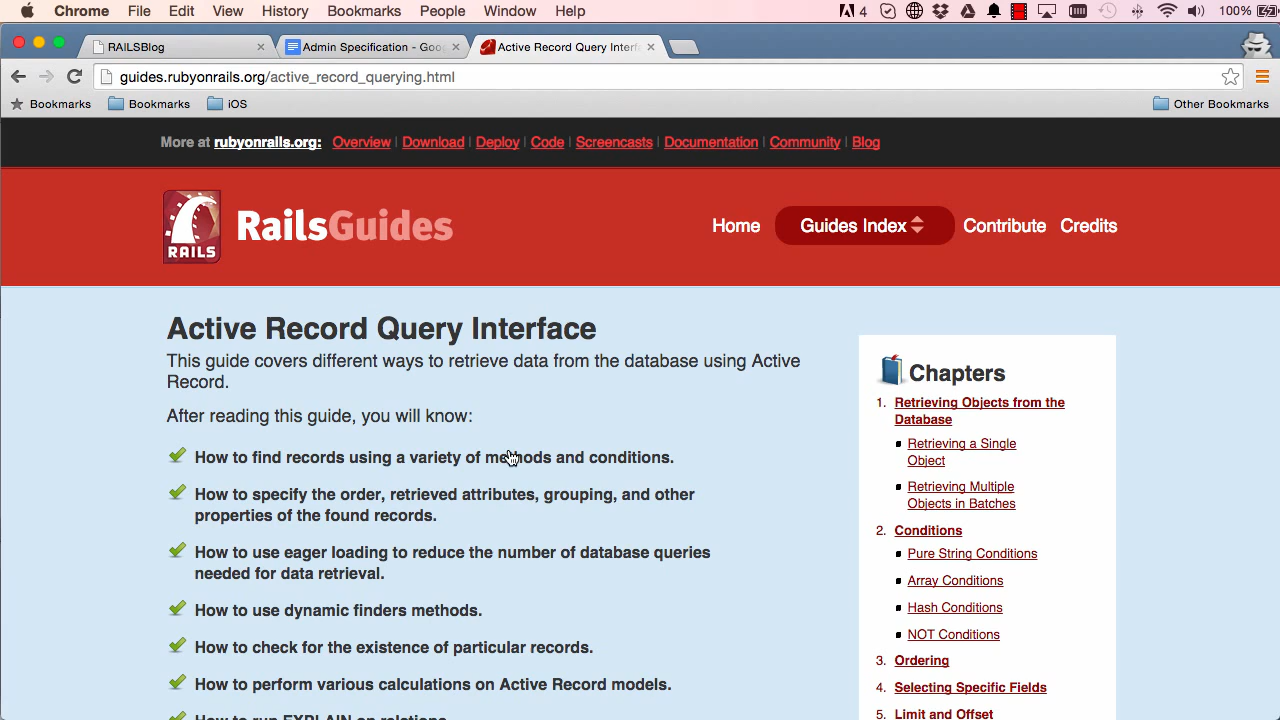 Chrome File Edit View History Bookmarks People Window Help 4 100%
RAILSBlog × Admin Specification - Goo × Active Record Query Interf ×
guides.rubyonrails.org/active_record_querying.html
Bookmarks Bookmarks iOS Other Bookmarks
More at rubyonrails.org: Overview | Download | Deploy | Code | Screencasts | Documentation | Community | Blog
RAILS
RailsGuides
Home Guides Index Contribute Credits
Active Record Query Interface
This guide covers different ways to retrieve data from the database using Active
Record.
After reading this guide, you will know:
How to find records using a variety of methods and conditions.
How to specify the order, retrieved attributes, grouping, and other
properties of the found records.
How to use eager loading to reduce the number of database queries
needed for data retrieval.
How to use dynamic finders methods.
How to check for the existence of particular records.
How to perform various calculations on Active Record models.
How to run EXPLAIN on relations.
Chapters
1. Retrieving Objects from the
Database
Retrieving a Single
Object
Retrieving Multiple
Objects in Batches
2. Conditions
Pure String Conditions
Array Conditions
Hash Conditions
NOT Conditions
3. Ordering
4. Selecting Specific Fields
5. Limit and Offset